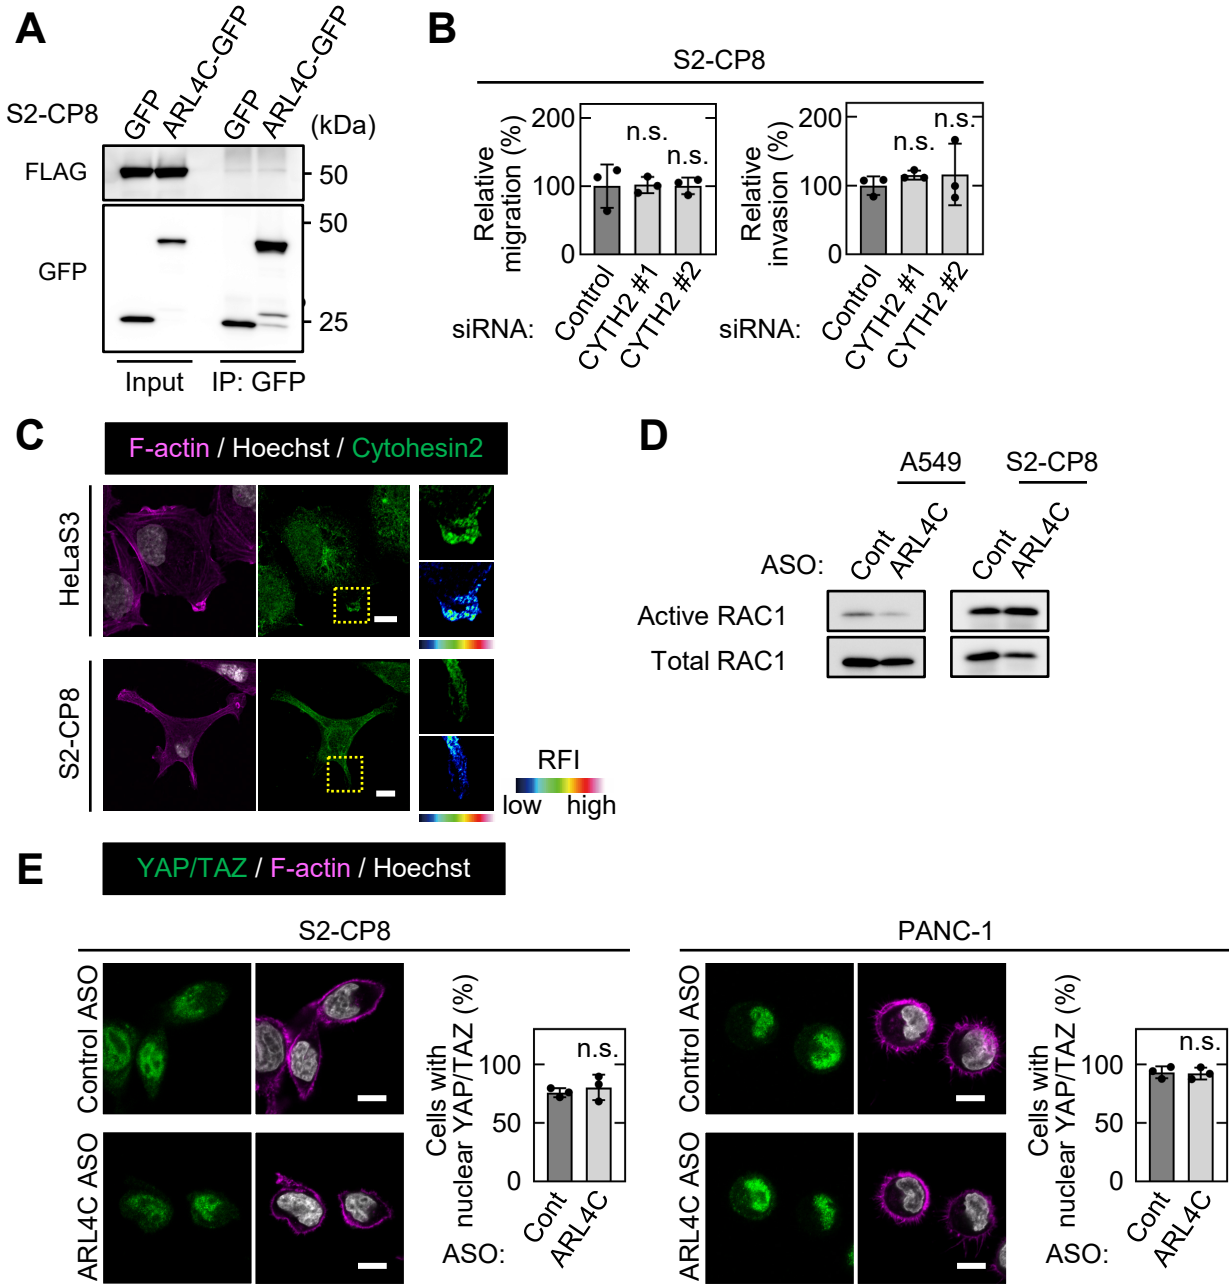 A
S2-CP8
GFP
ARL4C-GFP
GFP
ARL4C-GFP
(kDa)
FLAG
50
50
GFP
25
Input
IP: GFP
B
S2-CP8
Relative
migration (%)
200
100
0
n.s.
n.s.
siRNA:
Control
CYTH2 #1
CYTH2 #2
Relative
invasion (%)
200
100
0
n.s.
n.s.
siRNA:
Control
CYTH2 #1
CYTH2 #2
C
F-actin / Hoechst / Cytohesin2
HeLaS3
S2-CP8
RFI
low high
D
A549
S2-CP8
ASO:
Cont
ARL4C
Cont
ARL4C
Active RAC1
Total RAC1
E
YAP/TAZ / F-actin / Hoechst
S2-CP8
Control ASO
ARL4C ASO
Cells with
nuclear YAP/TAZ (%)
100
50
0
n.s.
ASO:
Cont
ARL4C
PANC-1
Control ASO
ARL4C ASO
Cells with
nuclear YAP/TAZ (%)
100
50
0
n.s.
ASO:
Cont
ARL4C